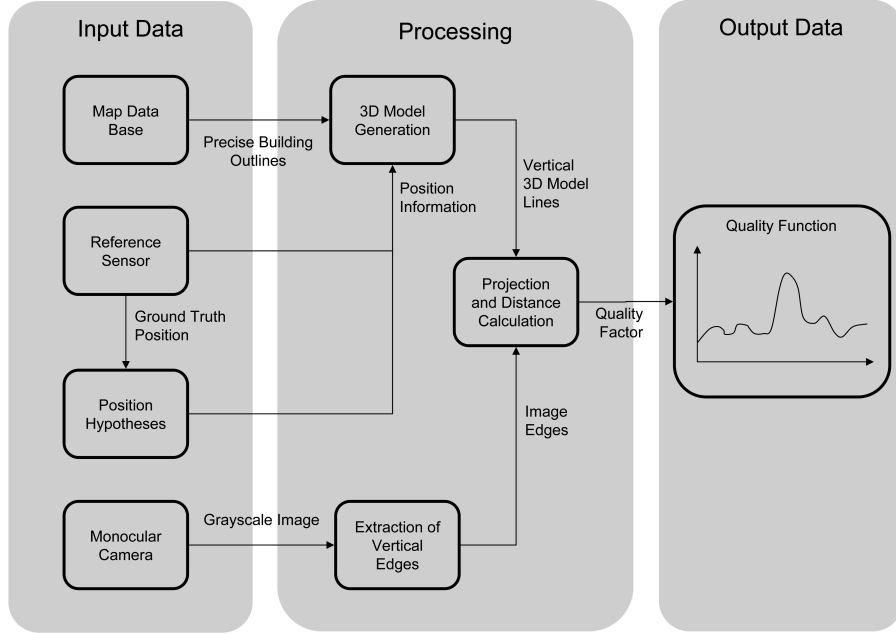 Input Data
Processing
Output Data
Map Data
Base
Precise Building
Outlines
3D Model
Generation
Position
Information
Vertical
3D Model
Lines
Reference
Sensor
Ground Truth
Position
Position
Hypotheses
Projection
and Distance
Calculation
Quality
Factor
Quality Function
Image
Edges
Monocular
Camera
Grayscale Image
Extraction of
Vertical
Edges